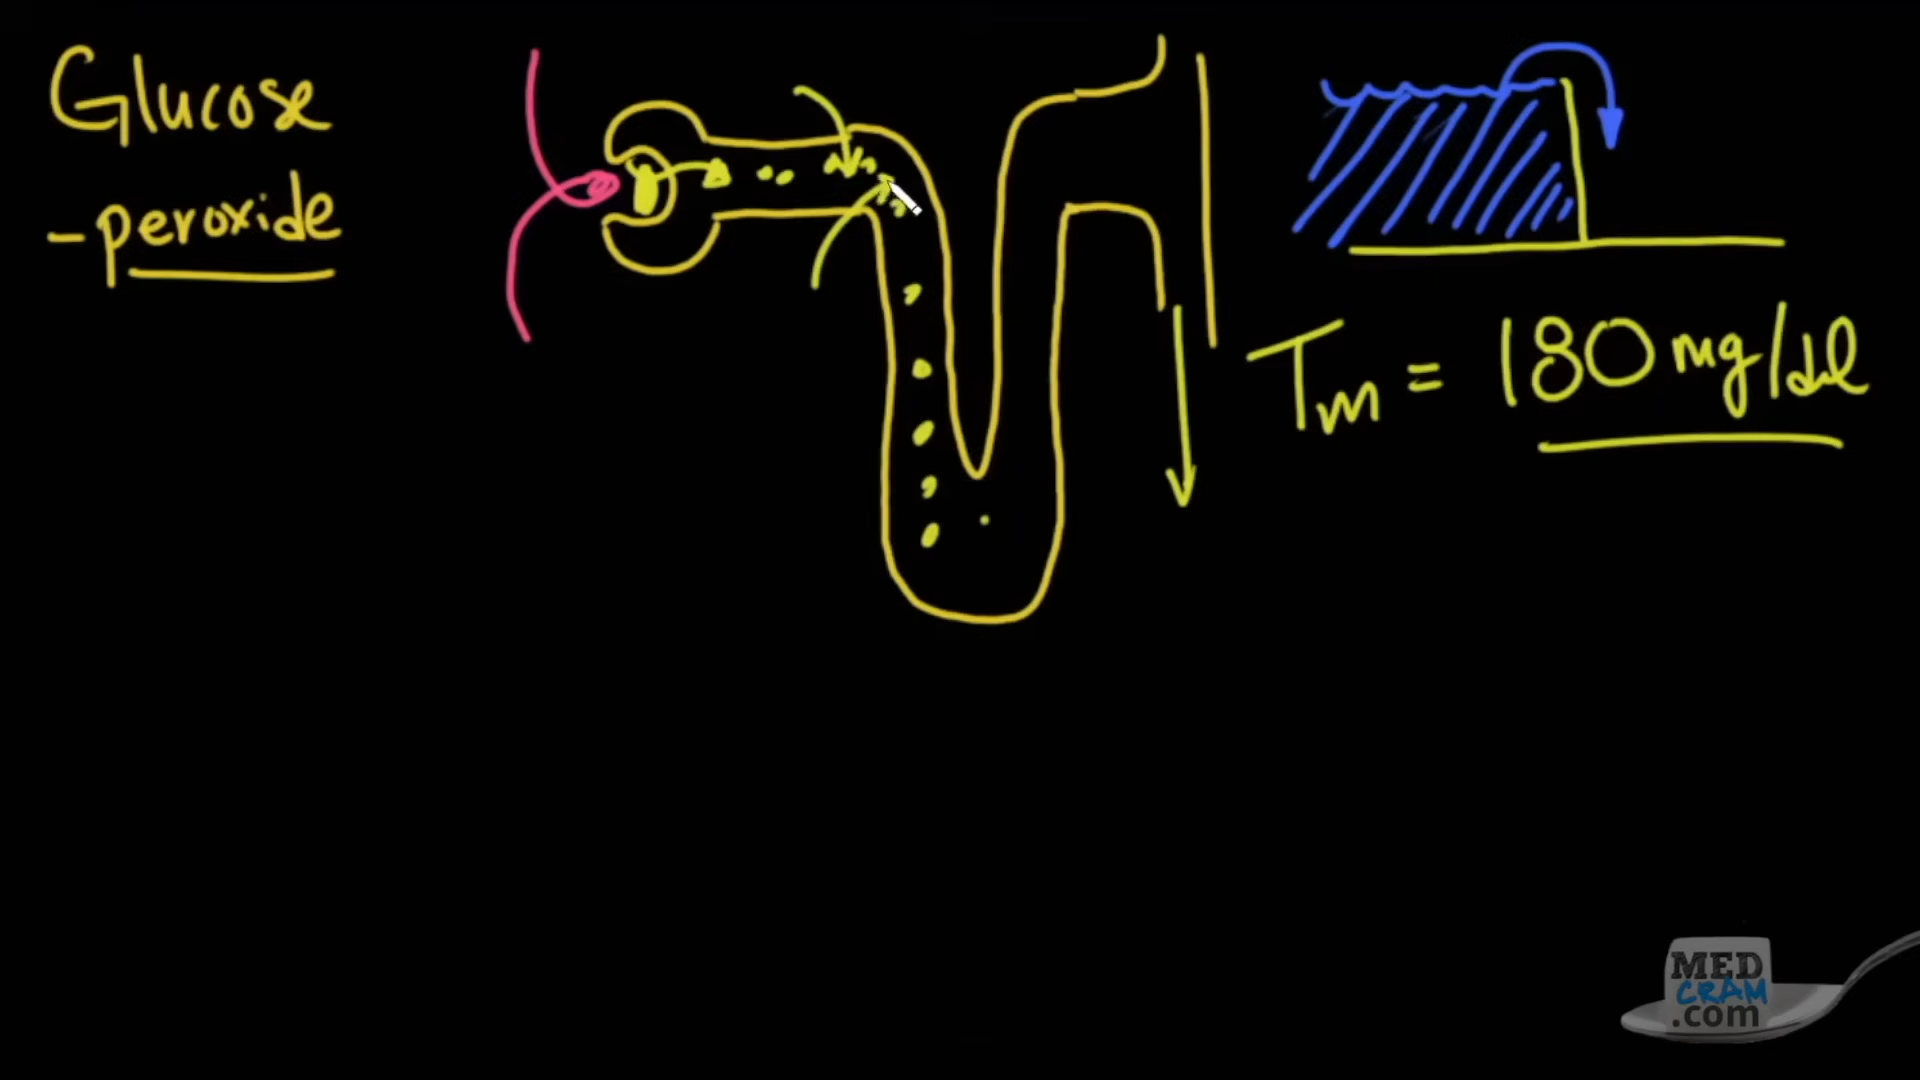 Glucose
- peroxide
Tm = 180 mg/dl
MED
CRAM
.com